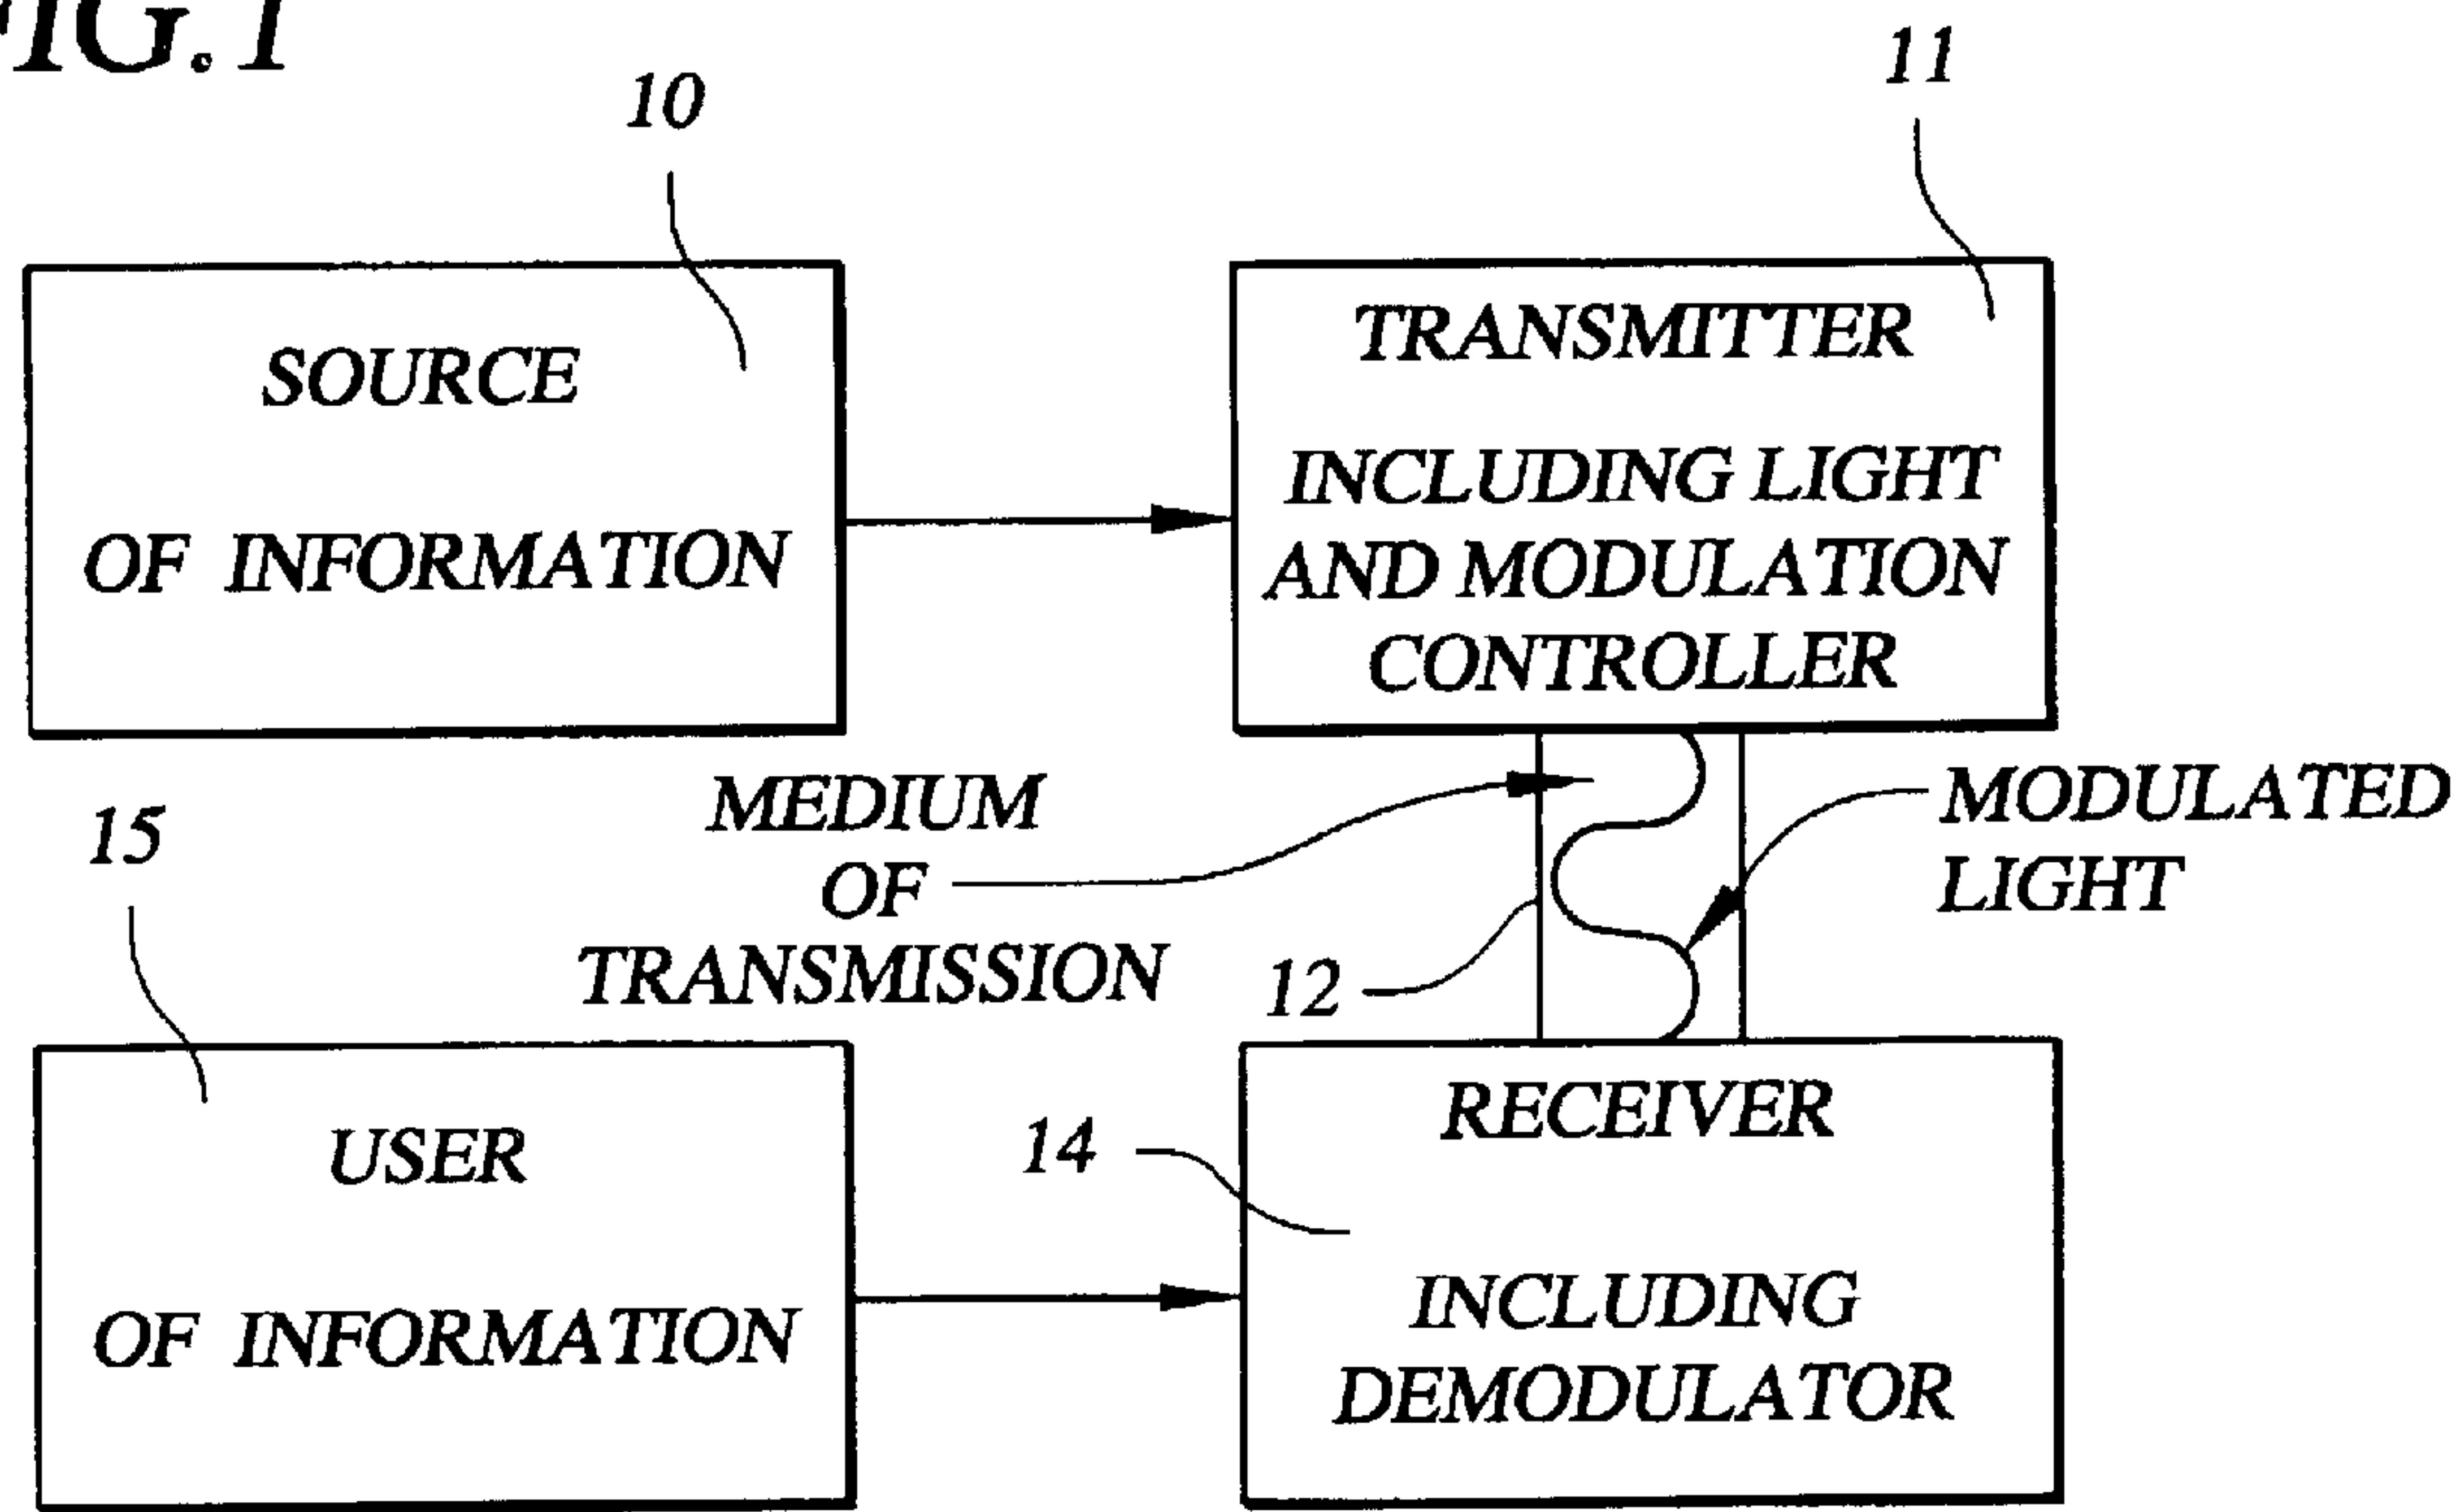 FIG. 1
10
11
SOURCE
OF INFORMATION
TRANSMITTER
INCLUDING LIGHT
AND MODULATION
CONTROLLER
MEDIUM
OF
TRANSMISSION
MODULATED
LIGHT
12
15
USER
OF INFORMATION
14
RECEIVER
INCLUDING
DEMODULATOR